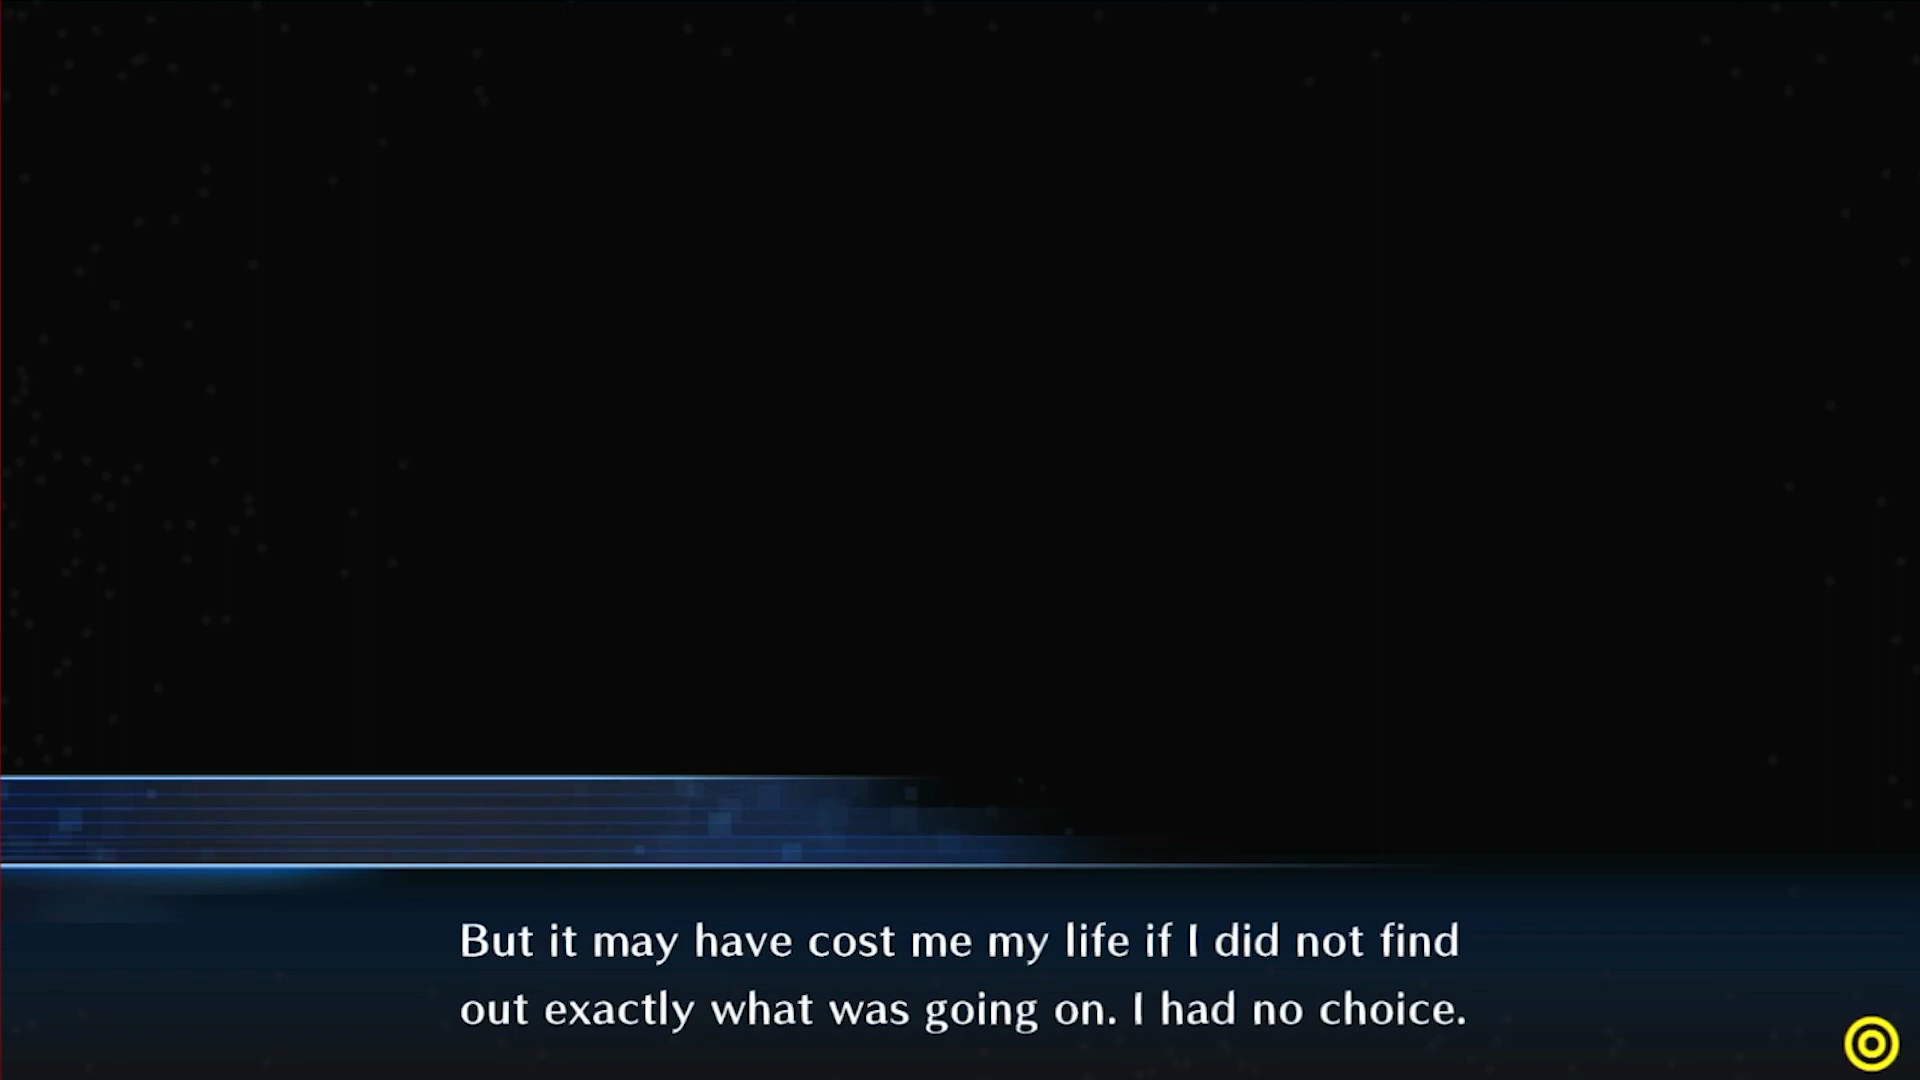 But it may have cost me my life if I did not find
out exactly what was going on. I had no choice.